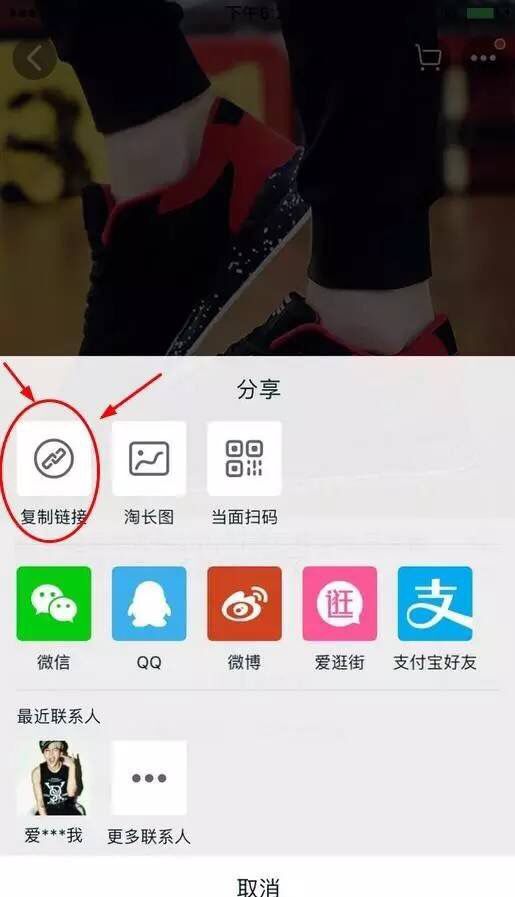 下午6:
分享
复制链接
淘长图
当面扫码
微信
QQ
微博
逛
爱逛街
支
支付宝好友
最近联系人
爱***我
更多联系人
取消